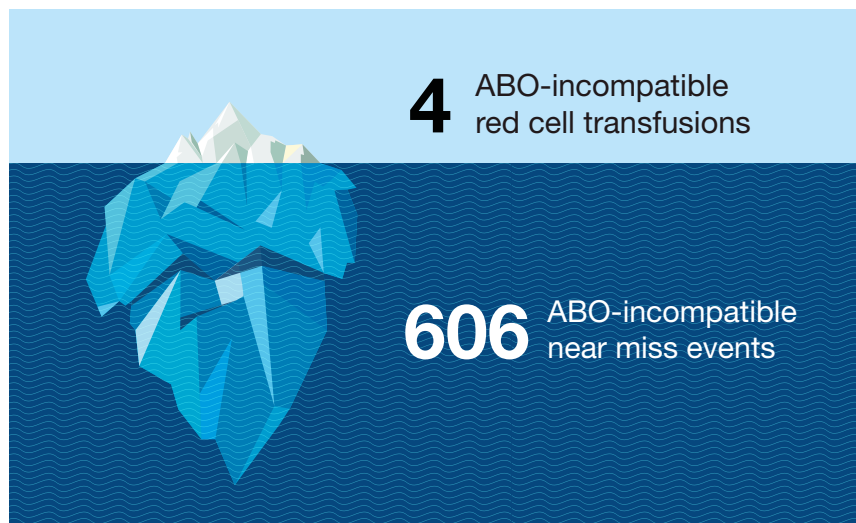 4 ABO-incompatible
red cell transfusions
606 ABO-incompatible
near miss events